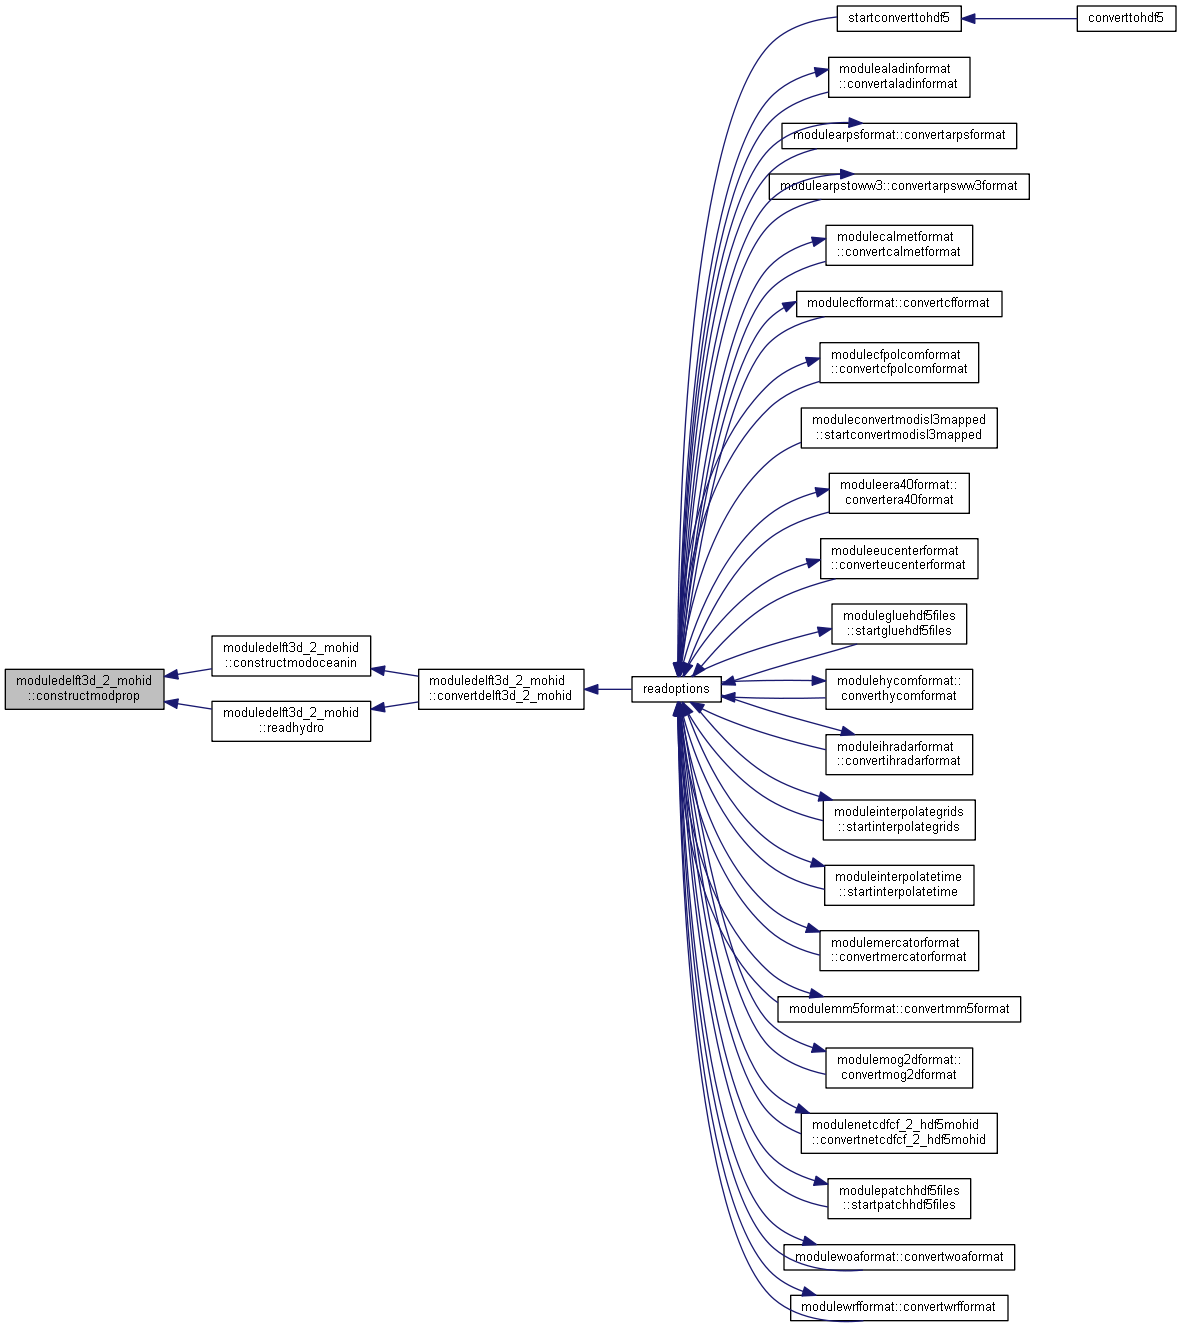 startconverttohdf5
converttohdf5
modulealadinformat
::convertaladinformat
modulearpsformat::convertarpsformat
modulearpstoww3::convertarpsww3format
modulecalmetformat
::convertcalmetformat
modulecfformat::convertcfformat
modulecfpolcomformat
::convertcfpolcomformat
moduleconvertmodisl3mapped
::startconvertmodisl3mapped
moduleera40format::
convertera40format
moduleeucenterformat
::converteucenterformat
modulegluehdf5files
::startgluehdf5files
moduledelft3d_2_mohid
::constructmodprop
moduledelft3d_2_mohid
::constructmodoceanin
moduledelft3d_2_mohid
::readhydro
moduledelft3d_2_mohid
::convertdelft3d_2_mohid
readoptions
modulehycomformat::
converthycomformat
moduleihradarformat
::convertihradarformat
moduleinterpolategrids
::startinterpolategrids
moduleinterpolatetime
::startinterpolatetime
modulemercatorformat
::convertmercatorformat
modulemm5format::convertmm5format
modulemog2dformat::
convertmog2dformat
modulenetcdfcf_2_hdf5mohid
::convertnetcdfcf_2_hdf5mohid
modulepatchhdf5files
::startpatchhdf5files
modulewoaformat::convertwoaformat
modulewrfformat::convertwrfformat